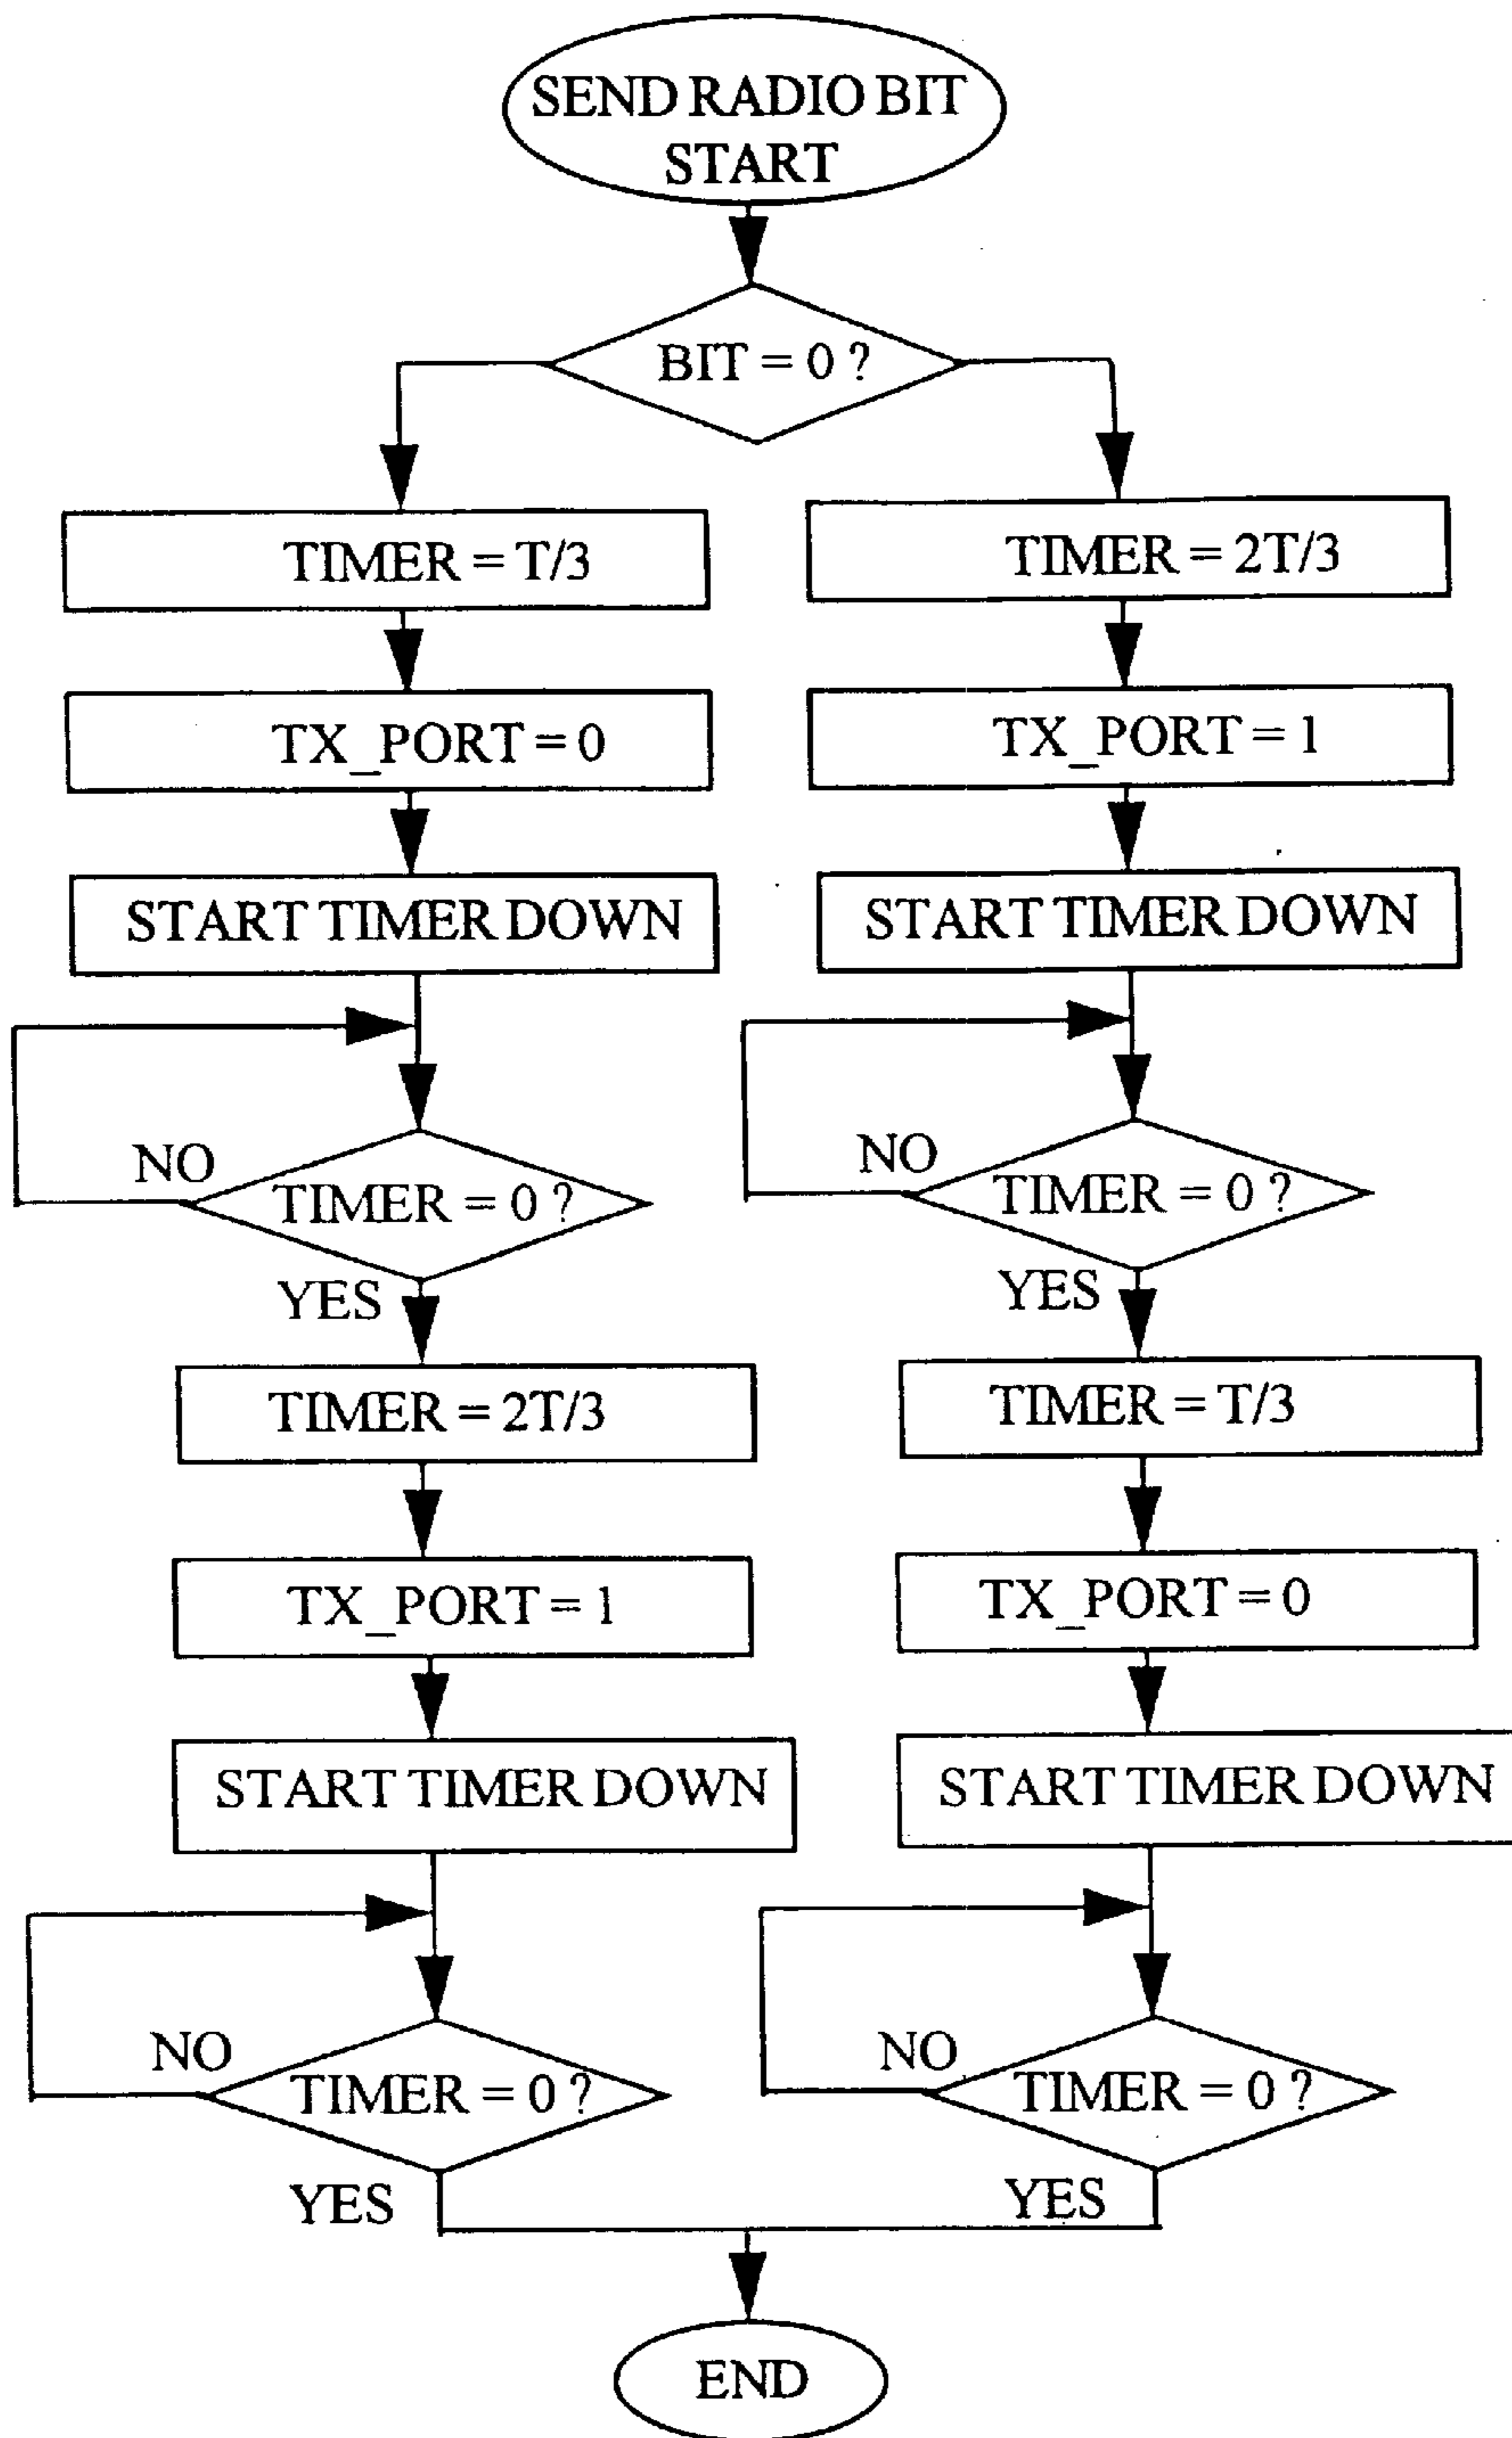 SEND RADIO BIT
START
BIT = 0 ?
TIMER = T/3
TIMER = 2T/3
TX_PORT = 0
TX_PORT = 1
START TIMER DOWN
START TIMER DOWN
NO
TIMER = 0 ?
YES
NO
TIMER = 0 ?
YES
TIMER = 2T/3
TIMER = T/3
TX_PORT = 1
TX_PORT = 0
START TIMER DOWN
START TIMER DOWN
NO
TIMER = 0 ?
YES
NO
TIMER = 0 ?
YES
END